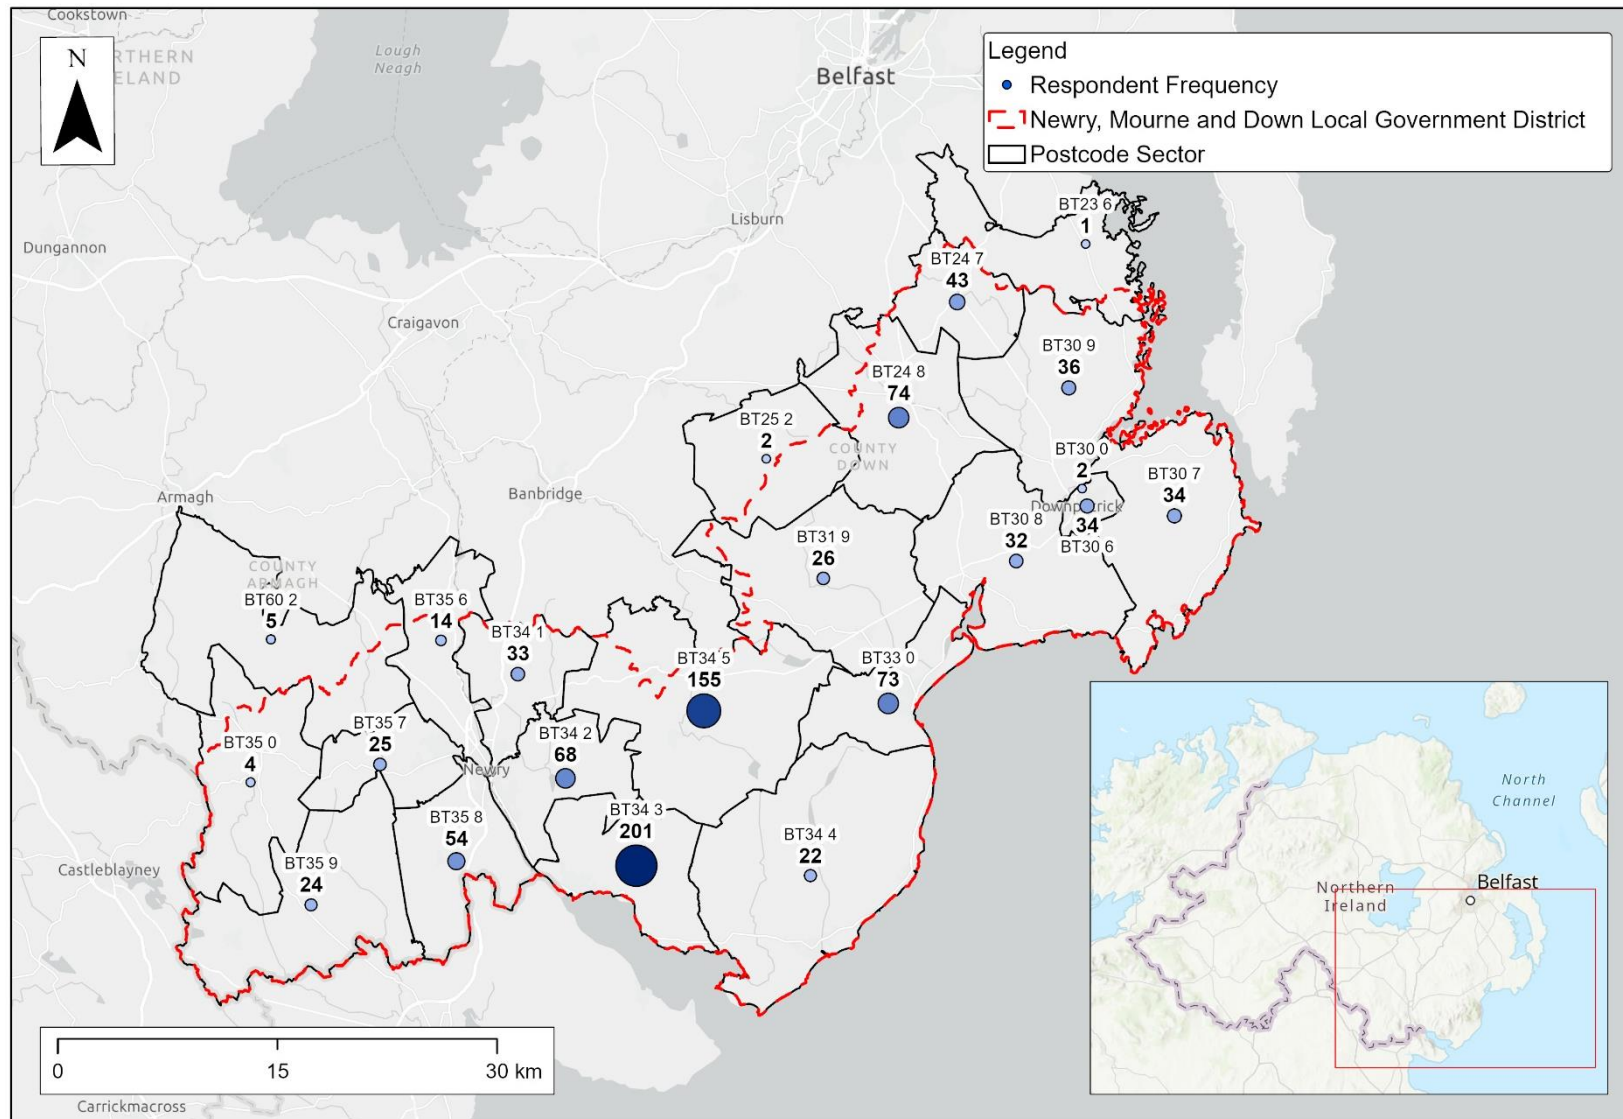 Cookstown
N
RTHERN
ELAND
Lough
Neagh
Belfast
Legend
Respondent Frequency
Newry, Mourne and Down Local Government District
Postcode Sector
Dungannon
Lisburn
BT23 6
1
BT24 7
43
Craigavon
BT30 9
36
BT24 8
74
BT25 2
2
COUNTY
DOWN
BT30 0
2
Armagh
Banbridge
BT30 7
34
Downpatrick
34
BT30 6
BT30 8
32
BT31 9
26
COUNTY
ARMAGH
BT60 2
5
BT35 6
14
BT34 1
33
BT34 5
155
BT33 0
73
BT35 0
4
BT35 7
25
BT34 2
68
Newry
BT34 3
201
BT35 8
54
BT34 4
22
Castleblayney
BT35 9
24
North
Channel
Northern
Ireland
Belfast
0
15
30 km
Carrickmacross